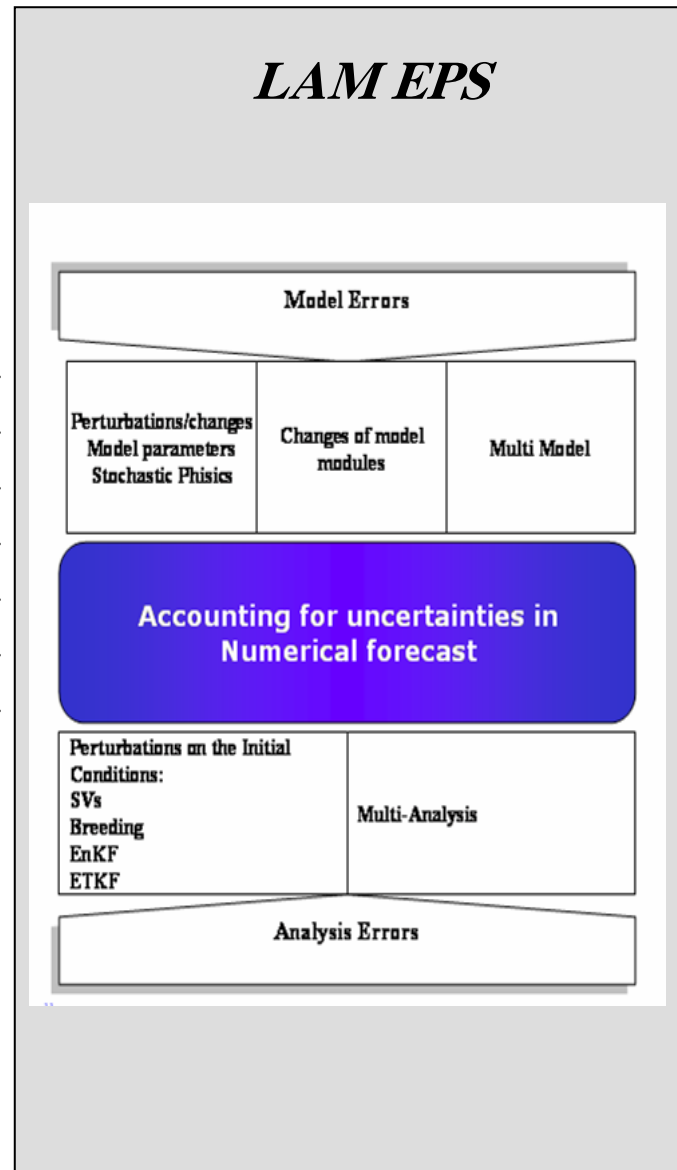 LAM EPS
Model Errors
Perturbations/changes
Model parameters
Stochastic Phisics
Changes of model
modules
Multi Model
Accounting for uncertainties in
Numerical forecast
Perturbations on the Initial
Conditions:
SVs
Breeding
EnKF
ETKF
Multi-Analysis
Analysis Errors